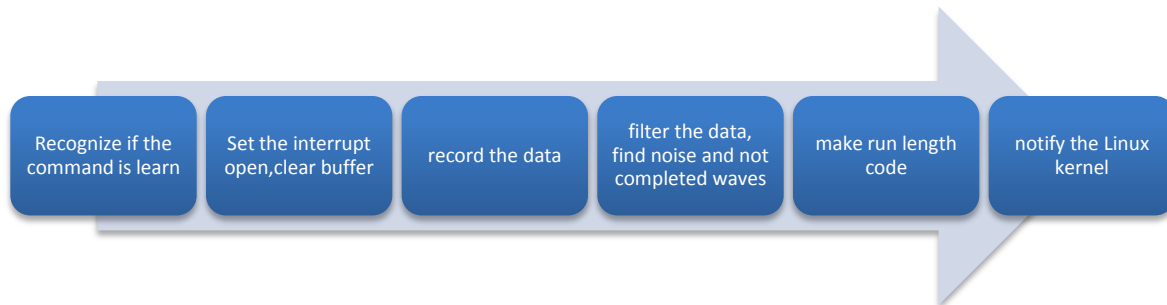 Recognize if the
command is learn
Set the interrupt
open,clear buffer
record the data
filter the data,
find noise and not
completed waves
make run length
code
notify the Linux
kernel